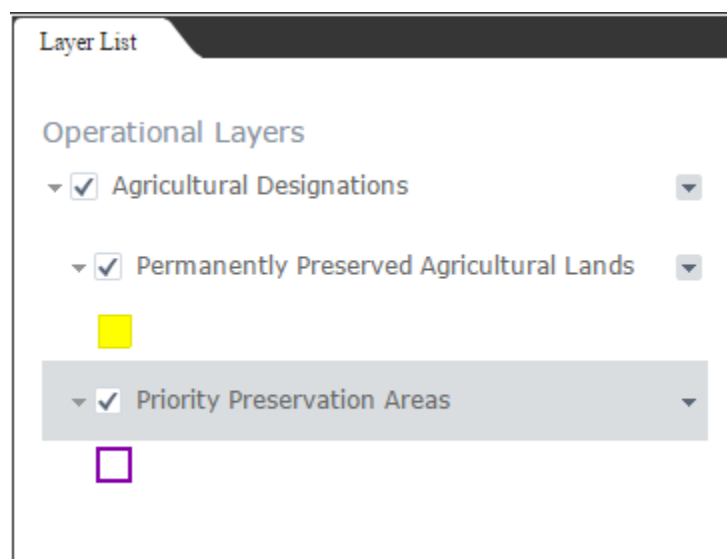 Layer List
Operational Layers
Agricultural Designations
Permanently Preserved Agricultural Lands
Priority Preservation Areas